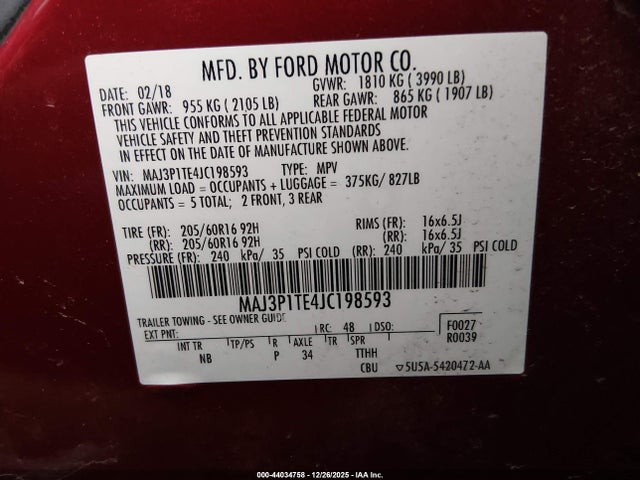 MFD. BY FORD MOTOR CO.
DATE: 02/18 GVWR: 1810 KG ( 3990 LB)
FRONT GAWR: 955 KG ( 2105 LB) REAR GAWR: 865 KG ( 1907 LB)
THIS VEHICLE CONFORMS TO ALL APPLICABLE FEDERAL MOTOR
VEHICLE SAFETY AND THEFT PREVENTION STANDARDS
IN EFFECT ON THE DATE OF MANUFACTURE SHOWN ABOVE.
VIN: MAJ3P1TE4JC198593 TYPE: MPV
MAXIMUM LOAD = OCCUPANTS + LUGGAGE = 375KG/ 827LB
OCCUPANTS = 5 TOTAL; 2 FRONT, 3 REAR
TIRE (FR): 205/60R16 92H RIMS (FR): 16x6.5J
(RR): 205/60R16 92H (RR): 16x6.5J
PRESSURE (FR): 240 kPa/ 35 PSI COLD (RR): 240 kPa/ 35 PSI COLD
MAJ3P1TE4JC198593
TRAILER TOWING - SEE OWNER GUIDE
EXT PNT: RC: 48 DSO: F0027
R0039
INT TR TP/PS R AXLE TR SPR
NB P 34 TTHH
CBU ▽5U5A-5420472-AA
000-44034758 - 12/26/2025 - IAA Inc.